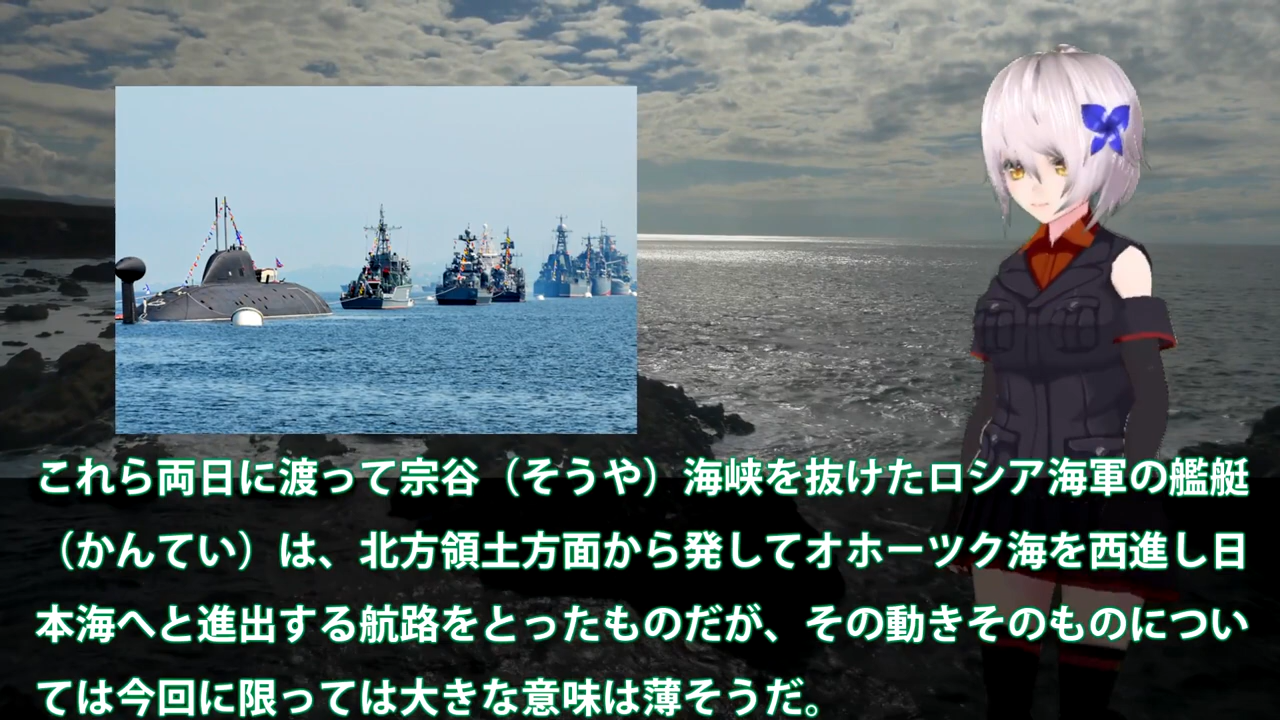 これら両日に渡って宗谷（そうや）海峡を抜けたロシア海軍の艦艇
（かんてい）は、北方領土方面から発してオホーツク海を西進し日
本海へと進出する航路をとったものだが、その動きそのものについ
ては今回に限っては大きな意味は薄そうだ。